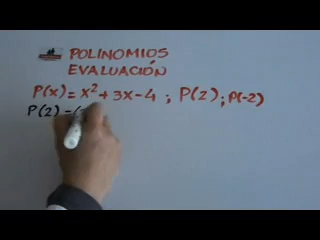 POLINOMIOS
EVALUACIÓN
P(x) = x² + 3x - 4 ; P(2) ; P(-2)
P(2) = (